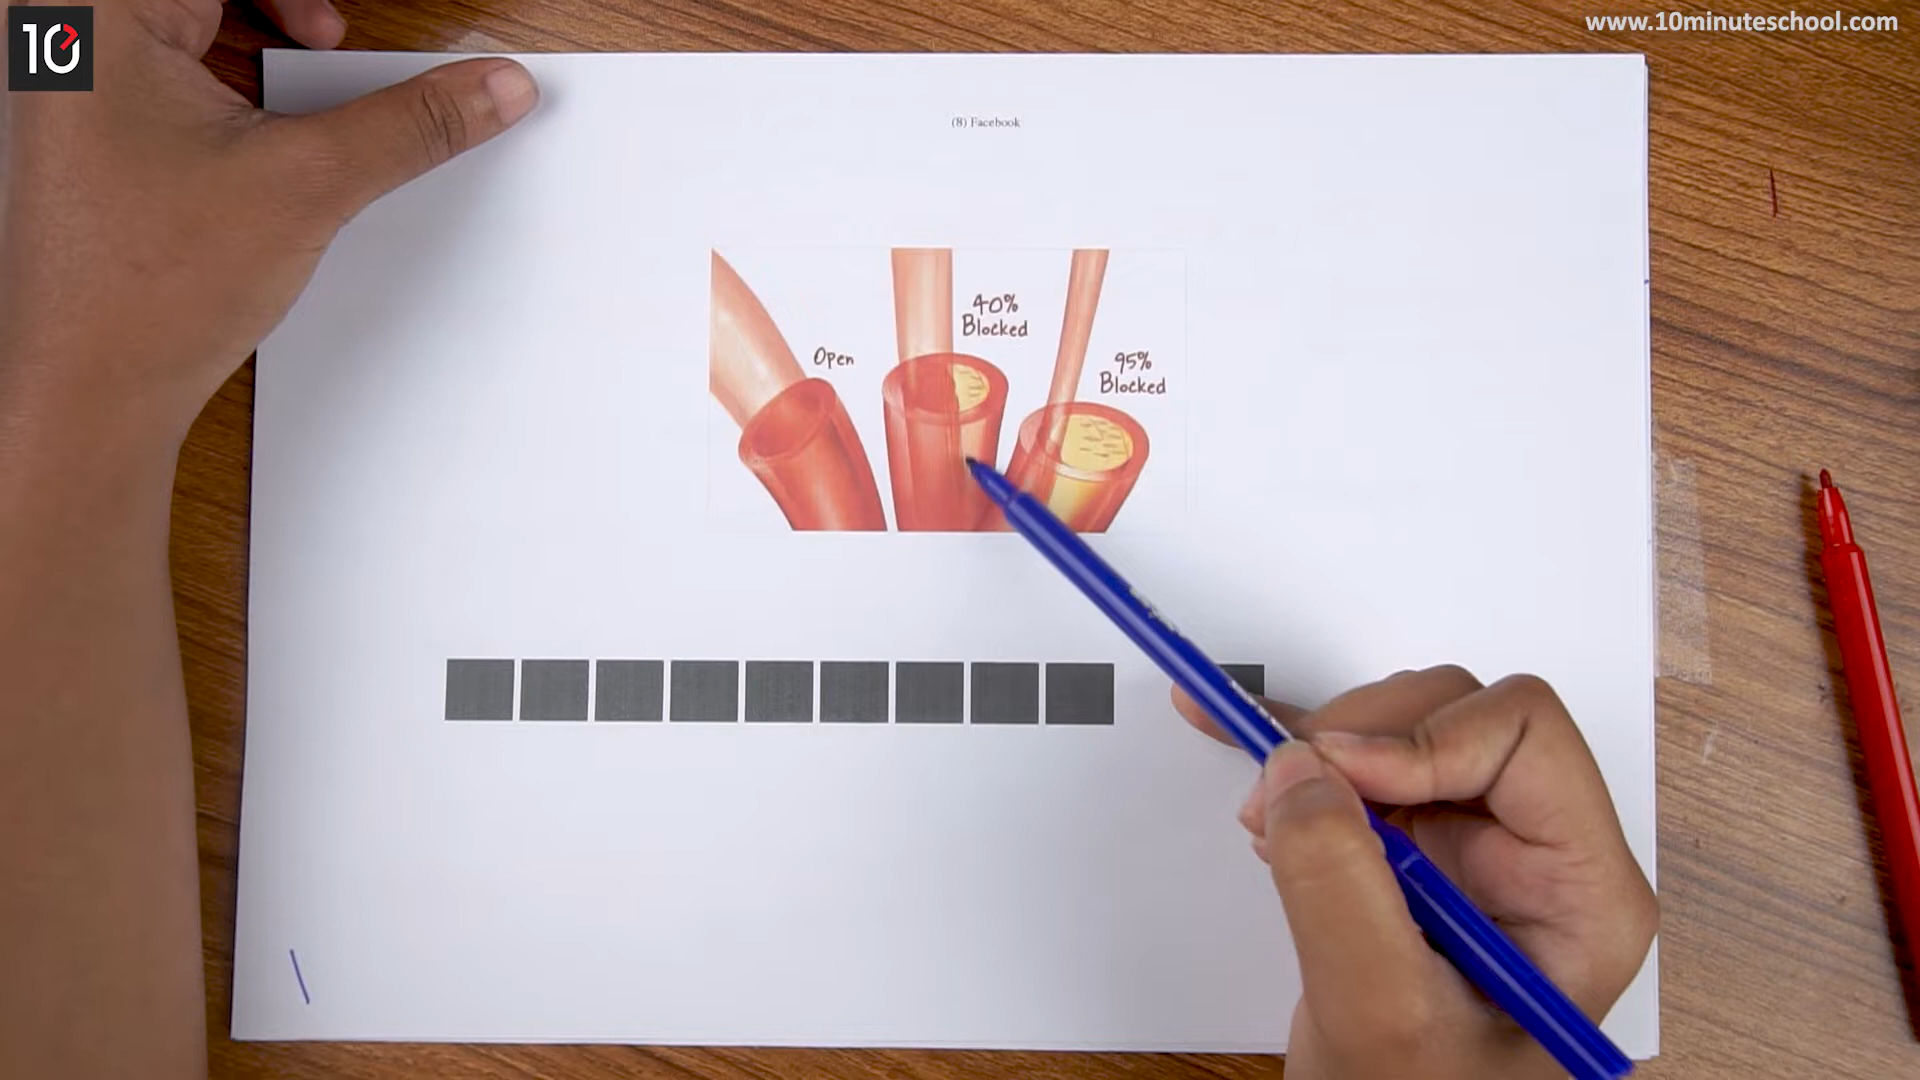 10
www.10minuteschool.com
(8) Facebook
Open
40%
Blocked
95%
Blocked